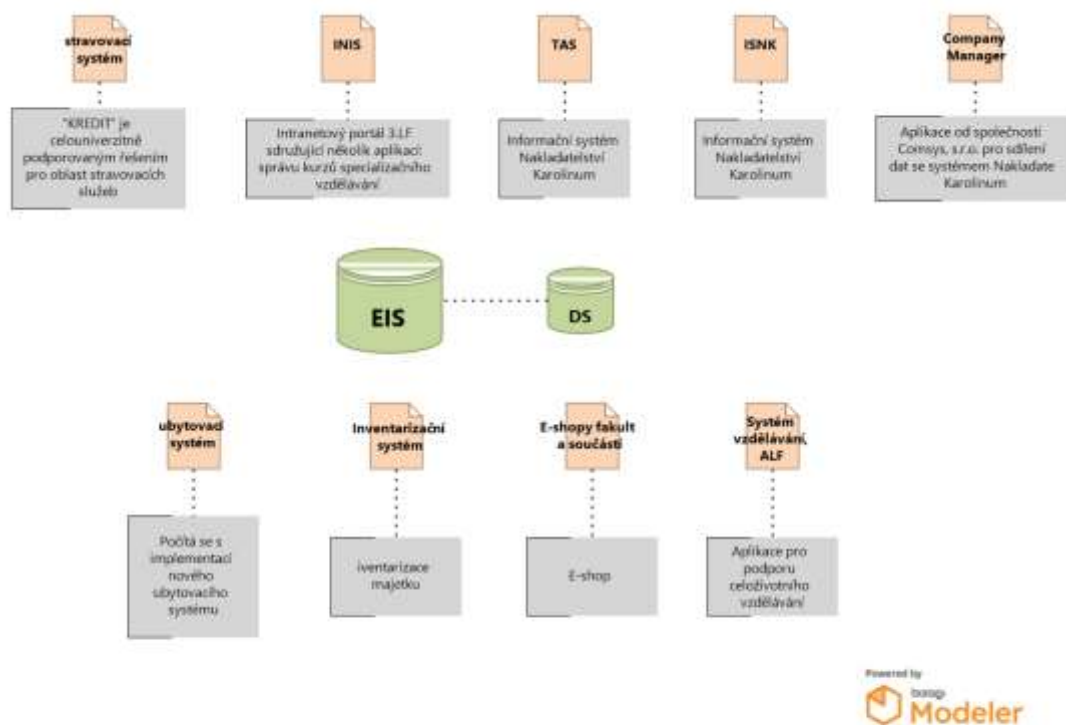 stravovací
systém
INIS
TAS
ISNK
Company
Manager
"KREDIT" je
celouniverzitně
podporovaným řešením
pro oblast stravovacích
služeb
Intranetový portál 3.LF
sdružující několik aplikací:
správu kurzů specializačního
vzdělávání
Informační systém
Nakladatelství
Karolinum
Informační systém
Nakladatelství
Karolinum
Aplikace od společnosti
Comsys, s.r.o. pro sdílení
dat se systémem Nakladate
Karolinum
EIS
DS
ubytovací
systém
Inventarizační
systém
E-shopy fakult
a součástí
Systém
vzdělávání,
ALF
Počítá se s
implementací
nového
ubytovacího
systému
iventarizace
majetku
E-shop
Aplikace pro
podporu
celoživotního
vzdělávání
Powered by
bizagi
Modeler